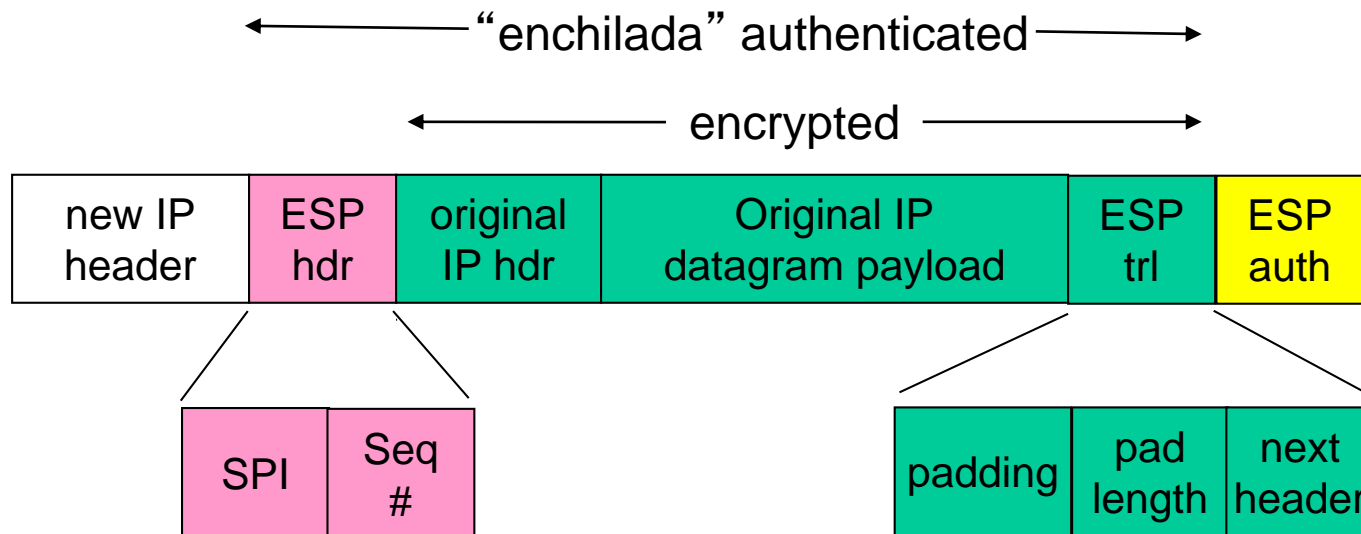 “enchilada” authenticated
encrypted
new IP
header
ESP
hdr
original
IP hdr
Original IP
datagram payload
ESP
trl
ESP
auth
SPI
Seq
#
padding
pad
length
next
header